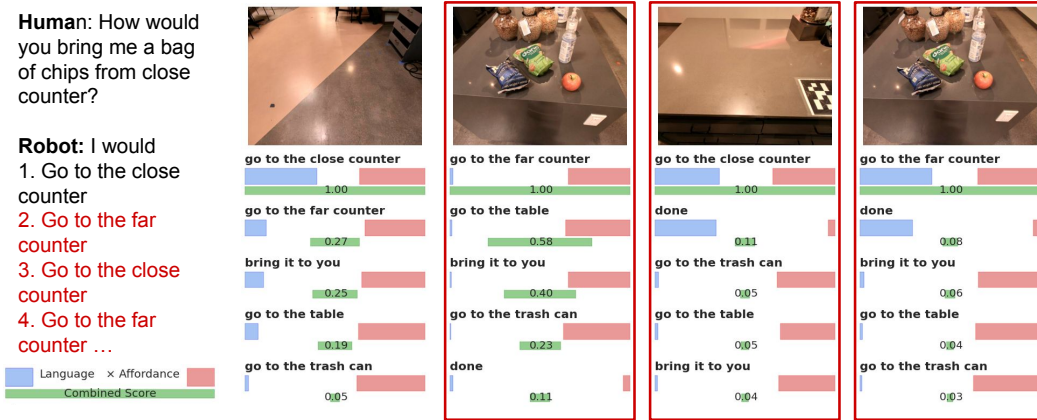 Human: How would
you bring me a bag
of chips from close
counter?
Robot: I would
1. Go to the close
counter
2. Go to the far
counter
3. Go to the close
counter
4. Go to the far
counter …
Language × Affordance
Combined Score
go to the close counter
1.00
go to the far counter
0.27
bring it to you
0.25
go to the table
0.19
go to the trash can
0.05
go to the far counter
1.00
go to the table
0.58
bring it to you
0.40
go to the trash can
0.23
done
0.11
go to the close counter
1.00
done
0.11
go to the trash can
0.05
go to the table
0.05
bring it to you
0.04
go to the far counter
1.00
done
0.08
bring it to you
0.06
go to the table
0.04
go to the trash can
0.03